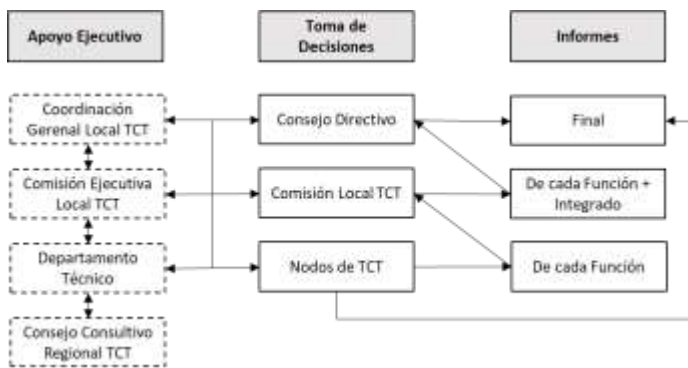 Apoyo Ejecutivo
Toma de
Decisiones
Informes
Coordinación
Gerenal Local TCT
Consejo Directivo
Final
Comisión Ejecutiva
Local TCT
Comisión Local TCT
De cada Función +
Integrado
Departamento
Técnico
Nodos de TCT
De cada Función
Consejo Consultivo
Regional TCT